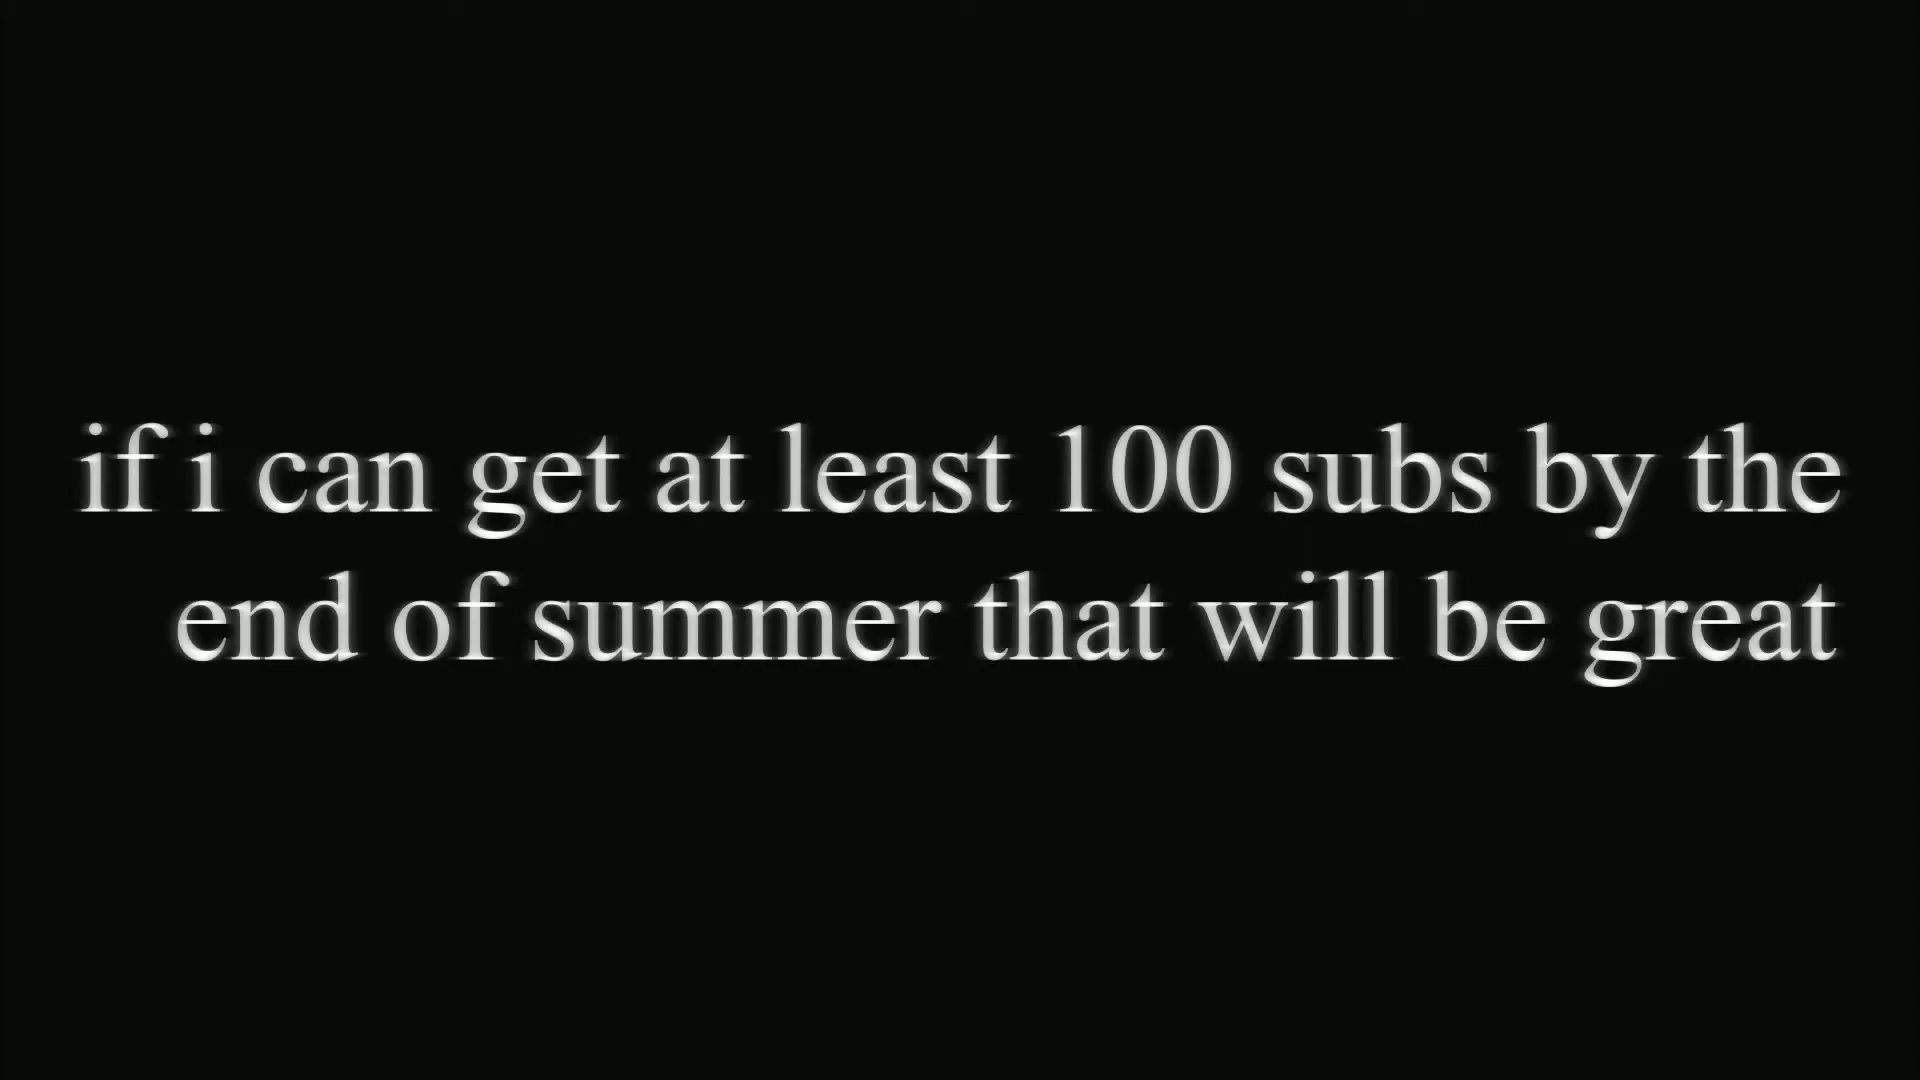 if i can get at least 100 subs by the
end of summer that will be great